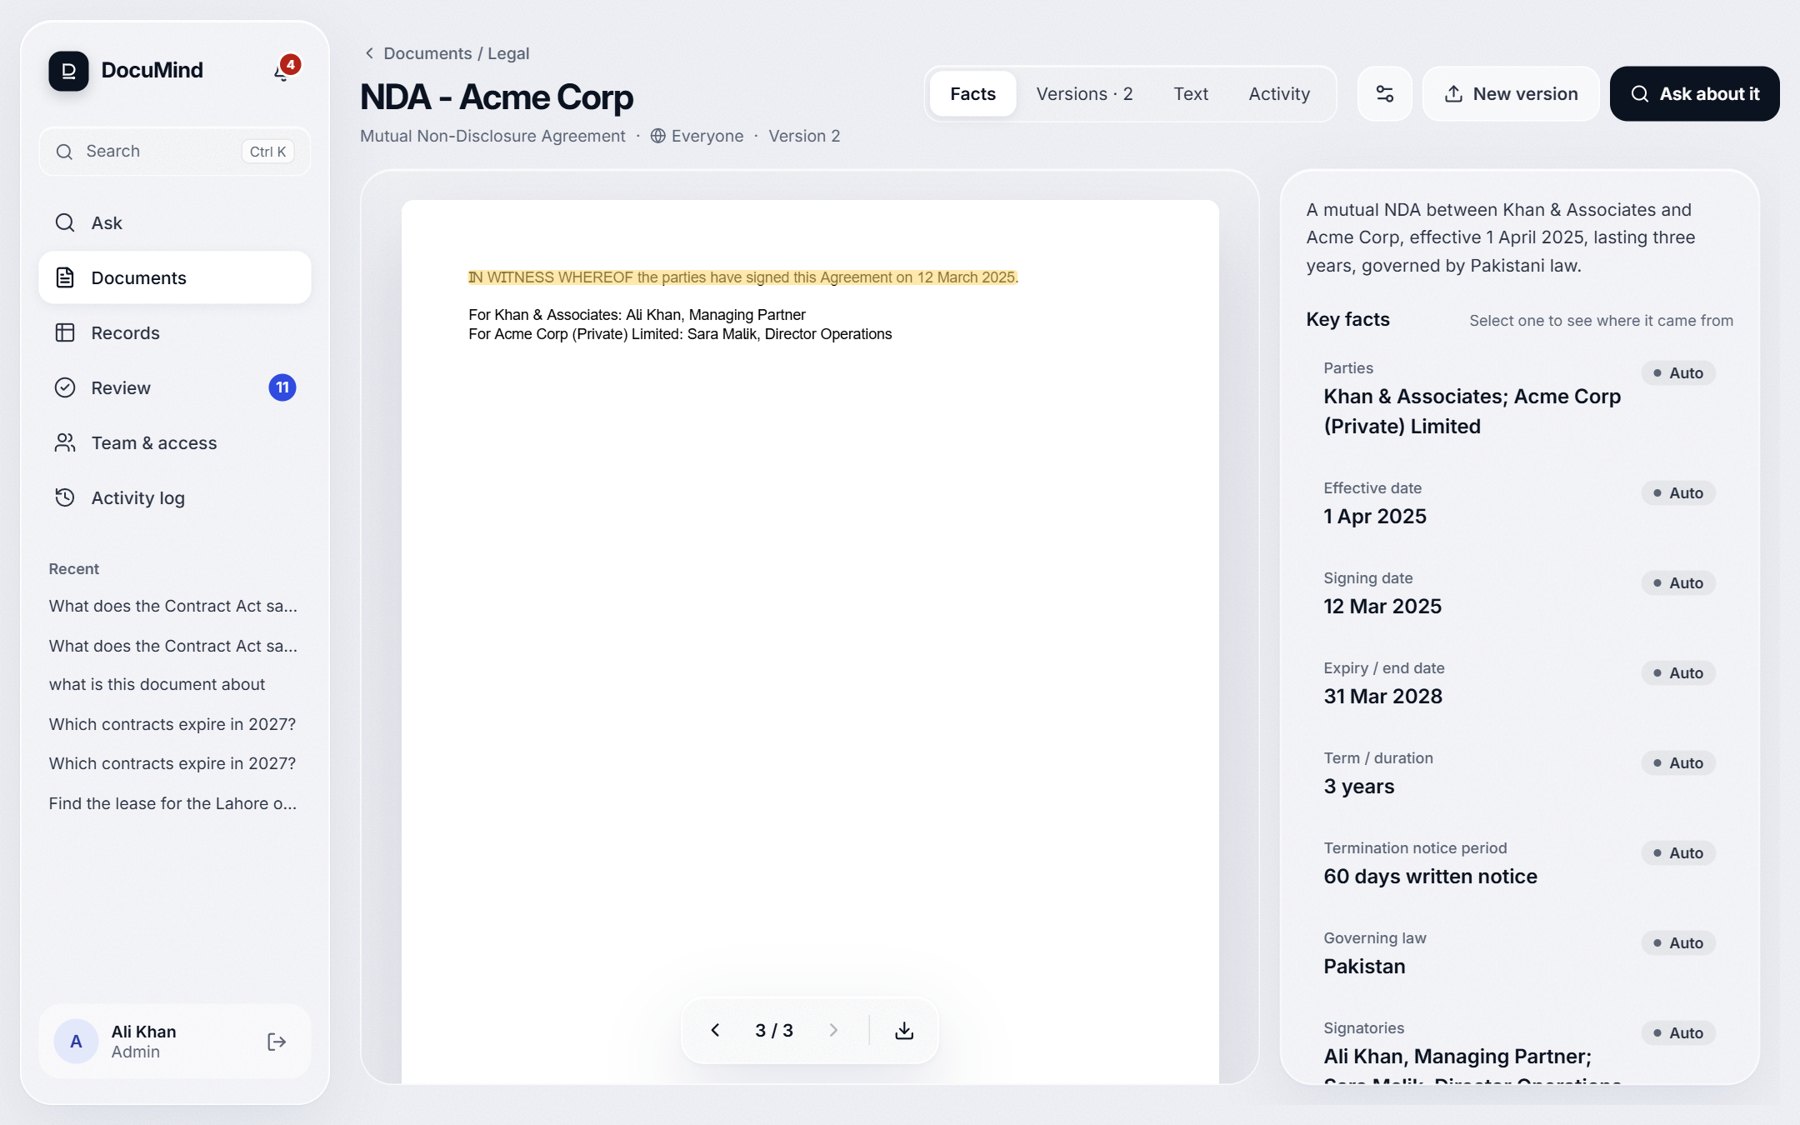 DocuMind
4
Search
Ctrl K
Ask
Documents
Records
Review
11
Team & access
Activity log
Recent
What does the Contract Act sa...
What does the Contract Act sa...
what is this document about
Which contracts expire in 2027?
Which contracts expire in 2027?
Find the lease for the Lahore o...
A
Ali Khan
Admin
Documents / Legal
NDA - Acme Corp
Mutual Non-Disclosure Agreement · Everyone · Version 2
Facts
Versions · 2
Text
Activity
New version
Ask about it
IN WITNESS WHEREOF the parties have signed this Agreement on 12 March 2025.
For Khan & Associates: Ali Khan, Managing Partner
For Acme Corp (Private) Limited: Sara Malik, Director Operations
3 / 3
A mutual NDA between Khan & Associates and
Acme Corp, effective 1 April 2025, lasting three
years, governed by Pakistani law.
Key facts
Select one to see where it came from
Parties
Auto
Khan & Associates; Acme Corp
(Private) Limited
Effective date
Auto
1 Apr 2025
Signing date
Auto
12 Mar 2025
Expiry / end date
Auto
31 Mar 2028
Term / duration
Auto
3 years
Termination notice period
Auto
60 days written notice
Governing law
Auto
Pakistan
Signatories
Auto
Ali Khan, Managing Partner;
Sara Malik, Director Operations